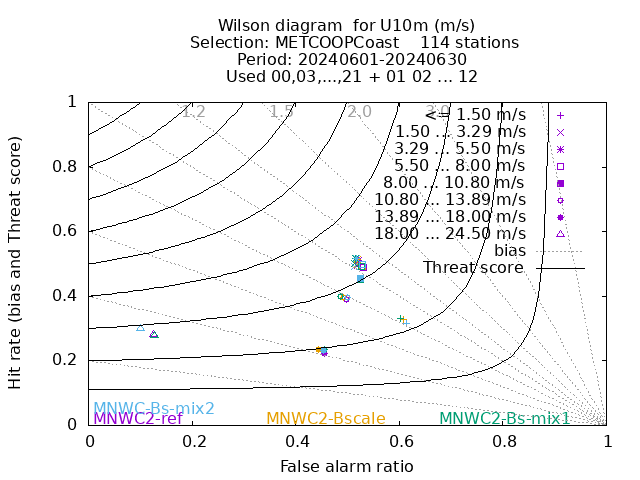 Wilson diagram  for U10m (m/s)
Selection: METCOOPCoast    114 stations
Period: 20240601-20240630
Used 00,03,...,21 + 01 02 ... 12
Hit rate (bias and Threat score)
1
0.8
0.6
0.4
0.2
0
1.2 1.5 2.0 3.0
<= 1.50 m/s
1.50 ... 3.29 m/s
3.29 ... 5.50 m/s
5.50 ... 8.00 m/s
8.00 ... 10.80 m/s
10.80 ... 13.89 m/s
13.89 ... 18.00 m/s
18.00 ... 24.50 m/s
bias
Threat score
MNWC-Bs-mix2
MNWC2-ref MNWC2-Bscale MNWC2-Bs-mix1
0 0.2 0.4 0.6 0.8 1
False alarm ratio